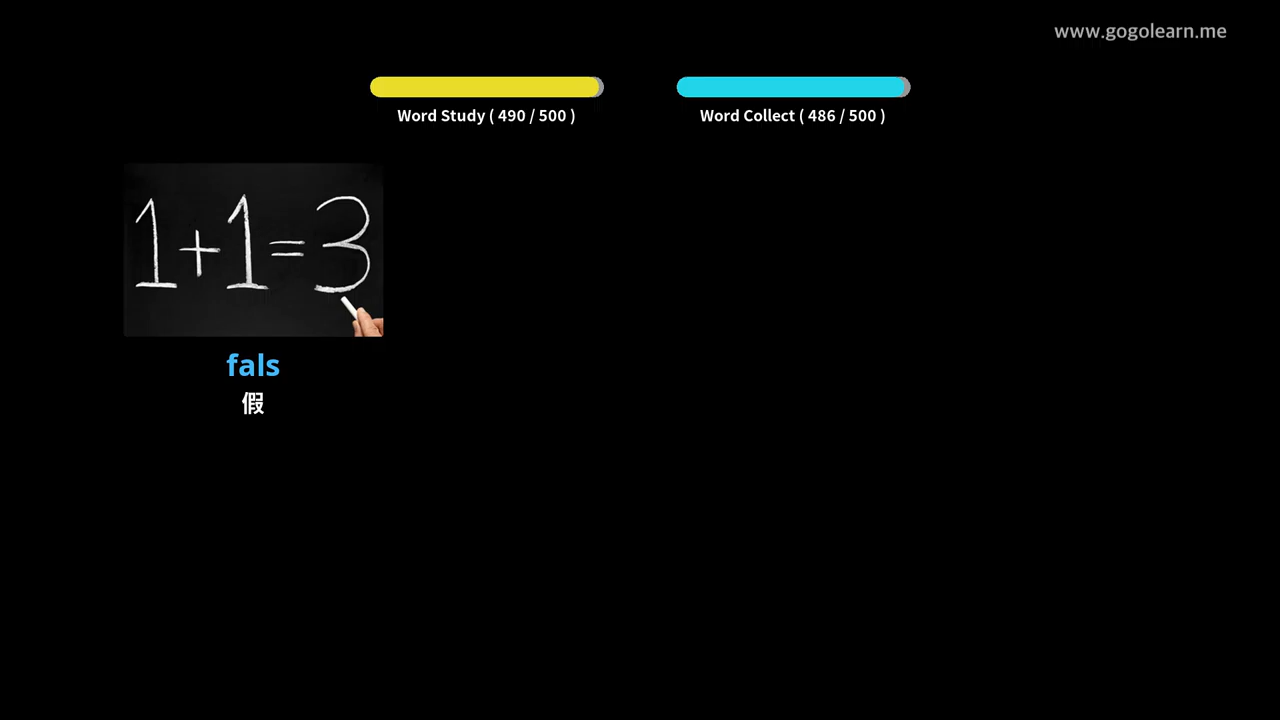 www.gogolearn.me
Word Study ( 490 / 500 )
Word Collect ( 486 / 500 )
1+1=3
fals
假